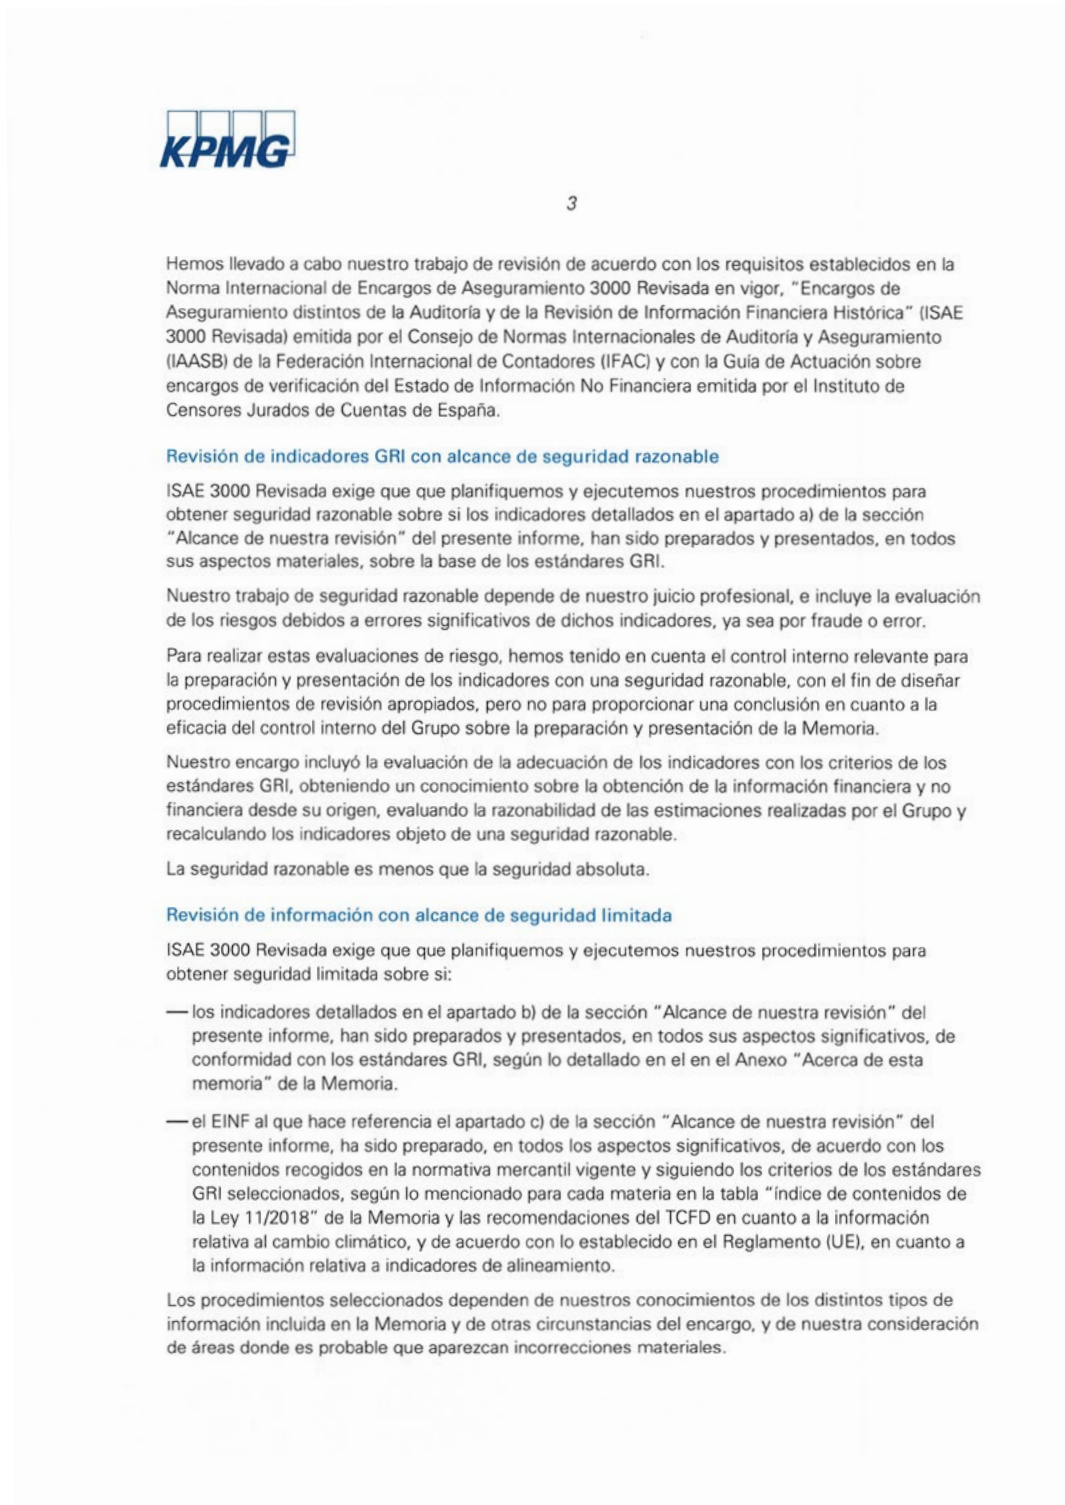 KPMG
3
Hemos llevado a cabo nuestro trabajo de revisión de acuerdo con los requisitos establecidos en la
Norma Internacional de Encargos de Aseguramiento 3000 Revisada en vigor, "Encargos de
Aseguramiento distintos de la Auditoría y de la Revisión de Información Financiera Histórica" (ISAE
3000 Revisada) emitida por el Consejo de Normas Internacionales de Auditoría y Aseguramiento
(IAASB) de la Federación Internacional de Contadores (IFAC) y con la Guía de Actuación sobre
encargos de verificación del Estado de Información No Financiera emitida por el Instituto de
Censores Jurados de Cuentas de España.
Revisión de indicadores GRI con alcance de seguridad razonable
ISAE 3000 Revisada exige que que planifiquemos y ejecutemos nuestros procedimientos para
obtener seguridad razonable sobre si los indicadores detallados en el apartado a) de la sección
"Alcance de nuestra revisión" del presente informe, han sido preparados y presentados, en todos
sus aspectos materiales, sobre la base de los estándares GRI.
Nuestro trabajo de seguridad razonable depende de nuestro juicio profesional, e incluye la evaluación
de los riesgos debidos a errores significativos de dichos indicadores, ya sea por fraude o error.
Para realizar estas evaluaciones de riesgo, hemos tenido en cuenta el control interno relevante para
la preparación y presentación de los indicadores con una seguridad razonable, con el fin de diseñar
procedimientos de revisión apropiados, pero no para proporcionar una conclusión en cuanto a la
eficacia del control interno del Grupo sobre la preparación y presentación de la Memoria.
Nuestro encargo incluyó la evaluación de la adecuación de los indicadores con los criterios de los
estándares GRI, obteniendo un conocimiento sobre la obtención de la información financiera y no
financiera desde su origen, evaluando la razonabilidad de las estimaciones realizadas por el Grupo y
recalculando los indicadores objeto de una seguridad razonable.
La seguridad razonable es menos que la seguridad absoluta.
Revisión de información con alcance de seguridad limitada
ISAE 3000 Revisada exige que que planifiquemos y ejecutemos nuestros procedimientos para
obtener seguridad limitada sobre si:
— los indicadores detallados en el apartado b) de la sección "Alcance de nuestra revisión" del
presente informe, han sido preparados y presentados, en todos sus aspectos significativos, de
conformidad con los estándares GRI, según lo detallado en el en el Anexo "Acerca de esta
memoria" de la Memoria.
— el EINF al que hace referencia el apartado c) de la sección "Alcance de nuestra revisión" del
presente informe, ha sido preparado, en todos los aspectos significativos, de acuerdo con los
contenidos recogidos en la normativa mercantil vigente y siguiendo los criterios de los estándares
GRI seleccionados, según lo mencionado para cada materia en la tabla "índice de contenidos de
la Ley 11/2018" de la Memoria y las recomendaciones del TCFD en cuanto a la información
relativa al cambio climático, y de acuerdo con lo establecido en el Reglamento (UE), en cuanto a
la información relativa a indicadores de alineamiento.
Los procedimientos seleccionados dependen de nuestros conocimientos de los distintos tipos de
información incluida en la Memoria y de otras circunstancias del encargo, y de nuestra consideración
de áreas donde es probable que aparezcan incorrecciones materiales.